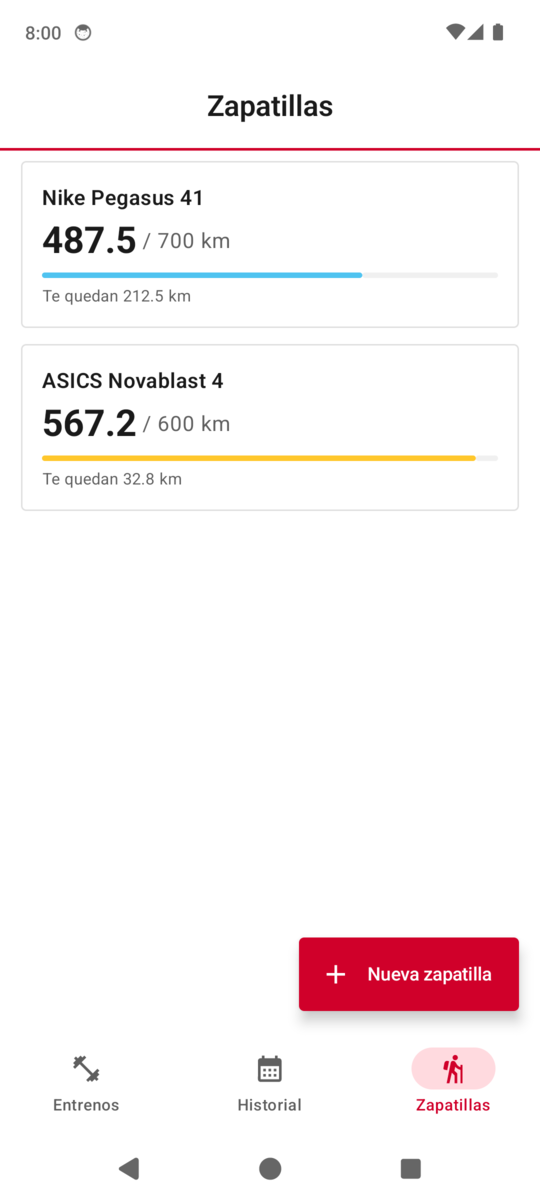 8:00
Zapatillas
Nike Pegasus 41
487.5 / 700 km
Te quedan 212.5 km
ASICS Novablast 4
567.2 / 600 km
Te quedan 32.8 km
Nueva zapatilla
Entrenos
Historial
Zapatillas